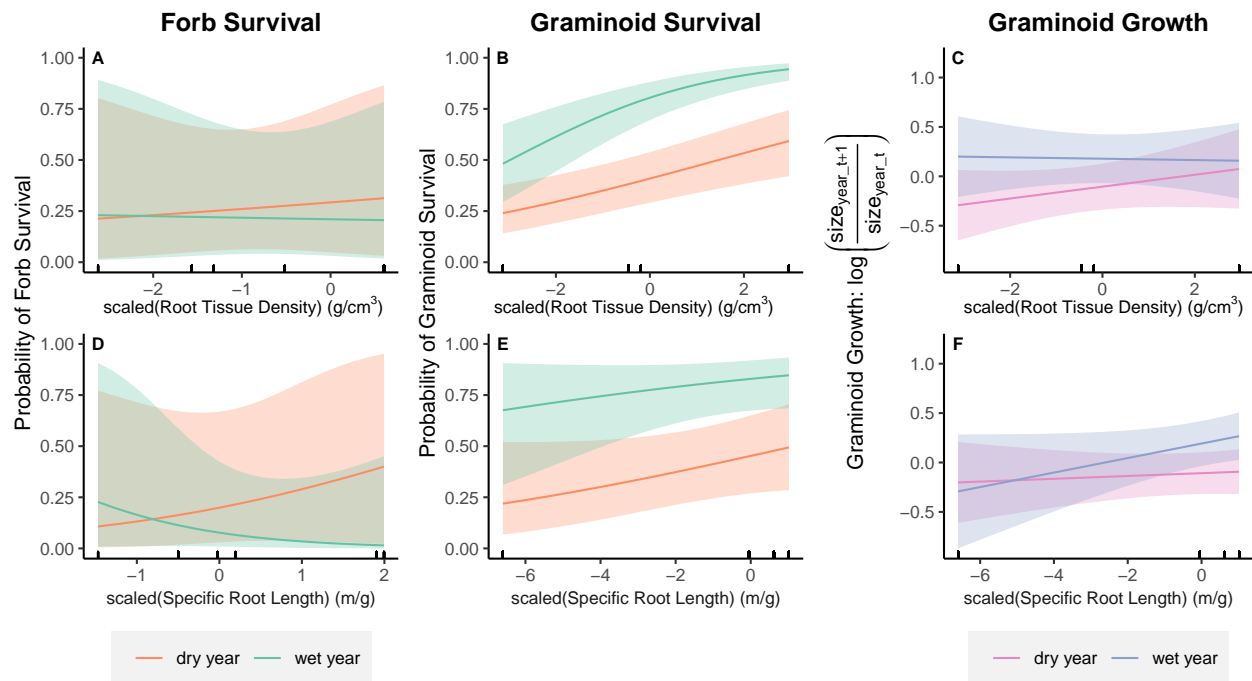 Forb Survival
Graminoid Survival
Graminoid Growth
Probability of Forb Survival
A
1.00
0.75
0.50
0.25
0.00
−2
−1
0
scaled(Root Tissue Density) (g/cm³)
Probability of Graminoid Survival
B
1.00
0.75
0.50
0.25
0.00
−2
0
2
scaled(Root Tissue Density) (g/cm³)
Graminoid Growth: log(size_year_t+1 / size_year_t)
C
1.0
0.5
0.0
−0.5
−2
0
2
scaled(Root Tissue Density) (g/cm³)
D
1.00
0.75
0.50
0.25
0.00
−1
0
1
2
scaled(Specific Root Length) (m/g)
E
1.00
0.75
0.50
0.25
0.00
−6
−4
−2
0
scaled(Specific Root Length) (m/g)
F
1.0
0.5
0.0
−0.5
−6
−4
−2
0
scaled(Specific Root Length) (m/g)
dry year wet year
dry year wet year